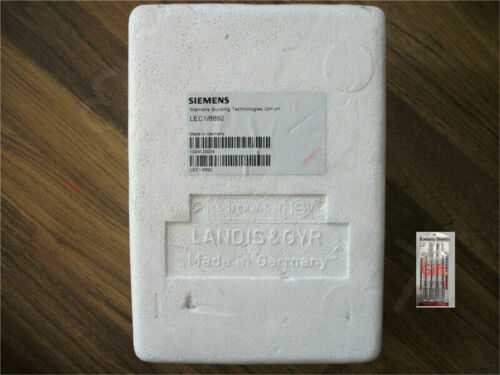 SIEMENS
Siemens Building Technologies GmbH
LEC1/8892
Made in Germany
LEC1/8892
LANDIS & GYR
Made in Germany
Gift